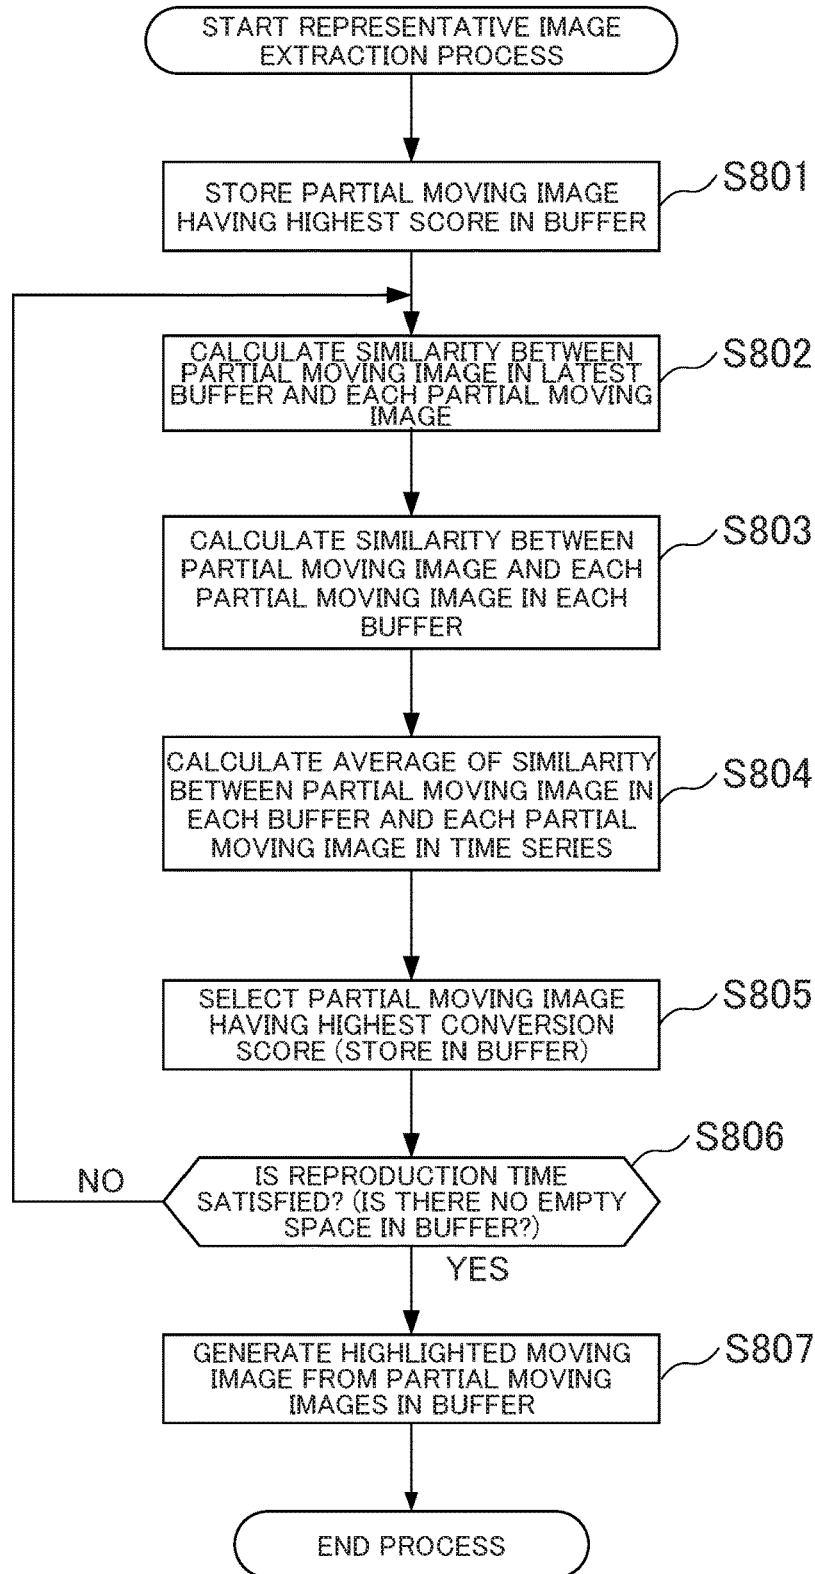 START REPRESENTATIVE IMAGE
EXTRACTION PROCESS
STORE PARTIAL MOVING IMAGE
HAVING HIGHEST SCORE IN BUFFER
S801
CALCULATE SIMILARITY BETWEEN
PARTIAL MOVING IMAGE IN LATEST
BUFFER AND EACH PARTIAL MOVING
IMAGE
S802
CALCULATE SIMILARITY BETWEEN
PARTIAL MOVING IMAGE AND EACH
PARTIAL MOVING IMAGE IN EACH
BUFFER
S803
CALCULATE AVERAGE OF SIMILARITY
BETWEEN PARTIAL MOVING IMAGE IN
EACH BUFFER AND EACH PARTIAL
MOVING IMAGE IN TIME SERIES
S804
SELECT PARTIAL MOVING IMAGE
HAVING HIGHEST CONVERSION
SCORE (STORE IN BUFFER)
S805
IS REPRODUCTION TIME
SATISFIED? (IS THERE NO EMPTY
SPACE IN BUFFER?)
S806
NO
YES
GENERATE HIGHLIGHTED MOVING
IMAGE FROM PARTIAL MOVING
IMAGES IN BUFFER
S807
END PROCESS